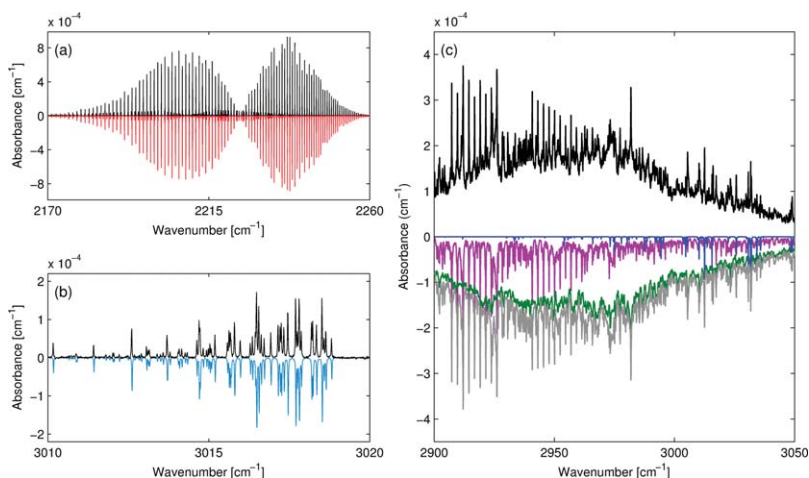 x 10⁻⁴
(a)
8
4
0
−4
−8
Absorbance [cm⁻¹]
2170
2215
2260
Wavenumber [cm⁻¹]
x 10⁻⁴
(b)
2
1
0
−1
−2
Absorbance [cm⁻¹]
3010
3015
3020
Wavenumber [cm⁻¹]
x 10⁻⁴
(c)
4
3
2
1
0
−1
−2
−3
−4
Absorbance (cm⁻¹)
2900
2950
3000
3050
Wavenumber [cm⁻¹]